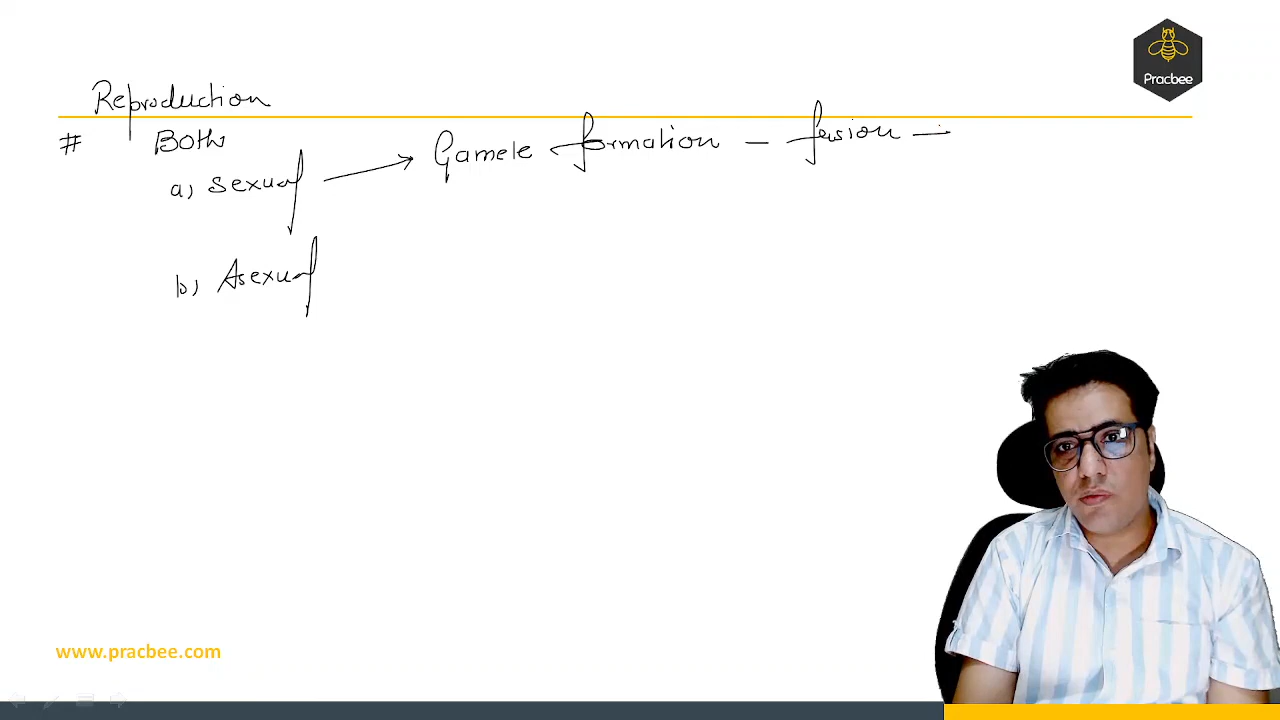 Pracbee
Reproduction
# Both
a) Sexual → Gamete formation – fusion –
b) Asexual
www.pracbee.com